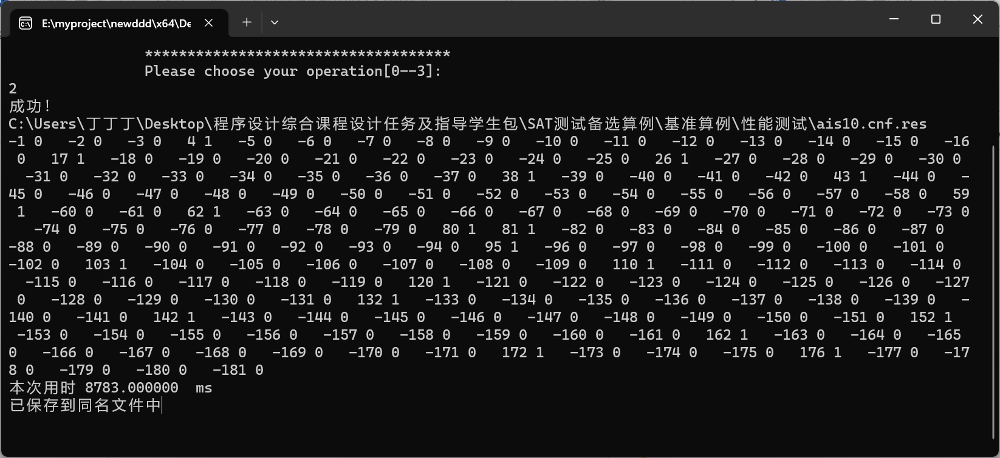 E:\myproject\newddd\x64\De
************************************
Please choose your operation[0--3]:
2
成功!
C:\Users\丁丁丁\Desktop\程序设计综合课程设计任务及指导学生包\SAT测试备选算例\基准算例\性能测试\ais10.cnf.res
-1 0   -2 0   -3 0   4 1   -5 0   -6 0   -7 0   -8 0   -9 0   -10 0   -11 0   -12 0   -13 0   -14 0   -15 0   -16
 0   17 1   -18 0   -19 0   -20 0   -21 0   -22 0   -23 0   -24 0   -25 0   26 1   -27 0   -28 0   -29 0   -30 0
  -31 0   -32 0   -33 0   -34 0   -35 0   -36 0   -37 0   38 1   -39 0   -40 0   -41 0   -42 0   43 1   -44 0   -
45 0   -46 0   -47 0   -48 0   -49 0   -50 0   -51 0   -52 0   -53 0   -54 0   -55 0   -56 0   -57 0   -58 0   59
 1   -60 0   -61 0   62 1   -63 0   -64 0   -65 0   -66 0   -67 0   -68 0   -69 0   -70 0   -71 0   -72 0   -73 0
   -74 0   -75 0   -76 0   -77 0   -78 0   -79 0   80 1   81 1   -82 0   -83 0   -84 0   -85 0   -86 0   -87 0
-88 0   -89 0   -90 0   -91 0   -92 0   -93 0   -94 0   95 1   -96 0   -97 0   -98 0   -99 0   -100 0   -101 0
-102 0   103 1   -104 0   -105 0   -106 0   -107 0   -108 0   -109 0   110 1   -111 0   -112 0   -113 0   -114 0
  -115 0   -116 0   -117 0   -118 0   -119 0   120 1   -121 0   -122 0   -123 0   -124 0   -125 0   -126 0   -127
 0   -128 0   -129 0   -130 0   -131 0   132 1   -133 0   -134 0   -135 0   -136 0   -137 0   -138 0   -139 0   -
140 0   -141 0   142 1   -143 0   -144 0   -145 0   -146 0   -147 0   -148 0   -149 0   -150 0   -151 0   152 1
 -153 0   -154 0   -155 0   -156 0   -157 0   -158 0   -159 0   -160 0   -161 0   162 1   -163 0   -164 0   -165
0   -166 0   -167 0   -168 0   -169 0   -170 0   -171 0   172 1   -173 0   -174 0   -175 0   176 1   -177 0   -17
8 0   -179 0   -180 0   -181 0
本次用时 8783.000000  ms
已保存到同名文件中